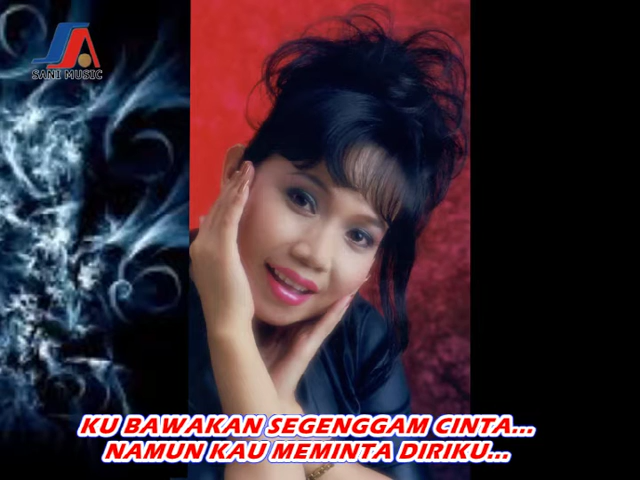 SANI MUSIC
KU BAWAKAN SEGENGGAM CINTA...
NAMUN KAU MEMINTA DIRIKU...